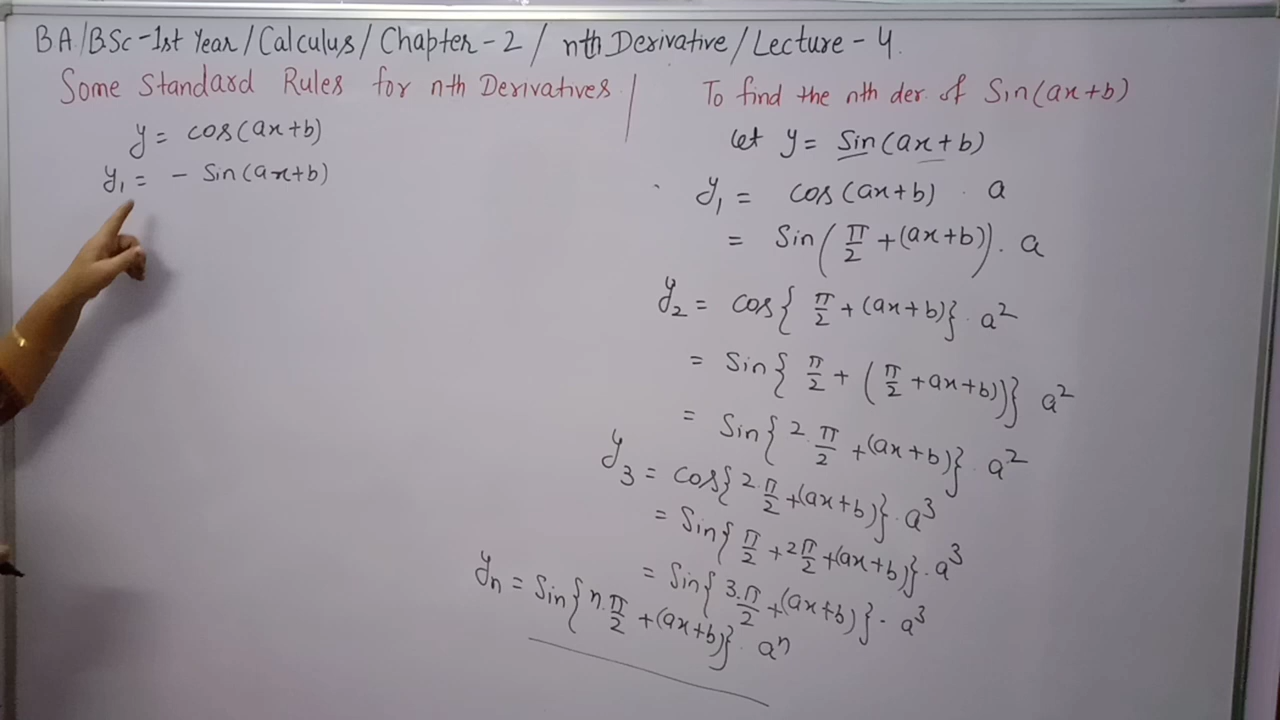 BA/BSc-1st Year/Calculus/Chapter-2/nth Derivative/Lecture-4.
Some Standard Rules for nth Derivatives /
y = cos(ax+b)
y₁ = - Sin(ax+b)
To find the nth der. of Sin(ax+b)
let y = Sin(ax+b)
y₁ = cos(ax+b) . a
= Sin(π/2 + (ax+b)) . a
y₂ = cos{ π/2 + (ax+b)} . a²
= Sin{ π/2 + (π/2 + ax+b))} a²
= Sin{ 2.π/2 + (ax+b)} . a²
y₃ = cos{ 2.π/2 + (ax+b)} . a³
= Sin{ π/2 + 2π/2 + (ax+b)} . a³
= Sin{ 3.π/2 + (ax+b)} . a³
yₙ = Sin{ n.π/2 + (ax+b)} . aⁿ